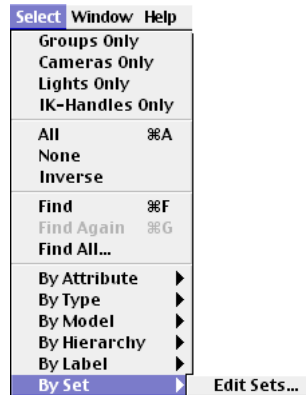 Select Window Help
Groups Only
Cameras Only
Lights Only
IK-Handles Only
All ⌘A
None
Inverse
Find ⌘F
Find Again ⌘G
Find All...
By Attribute
By Type
By Model
By Hierarchy
By Label
By Set Edit Sets...